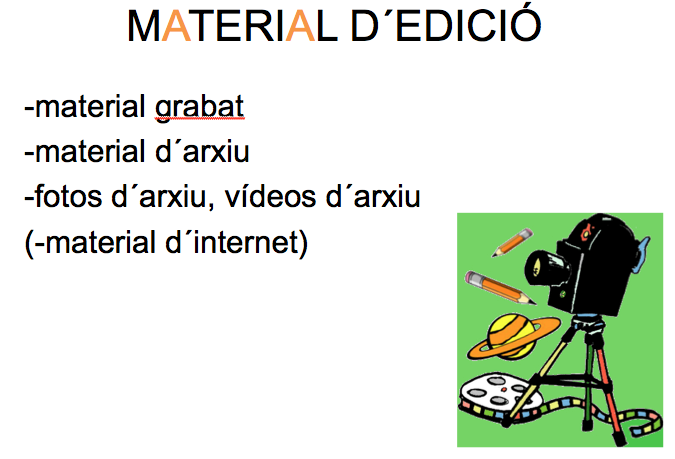 MATERIAL D´EDICIÓ
-material grabat
-material d´arxiu
-fotos d´arxiu, vídeos d´arxiu
(-material d´internet)